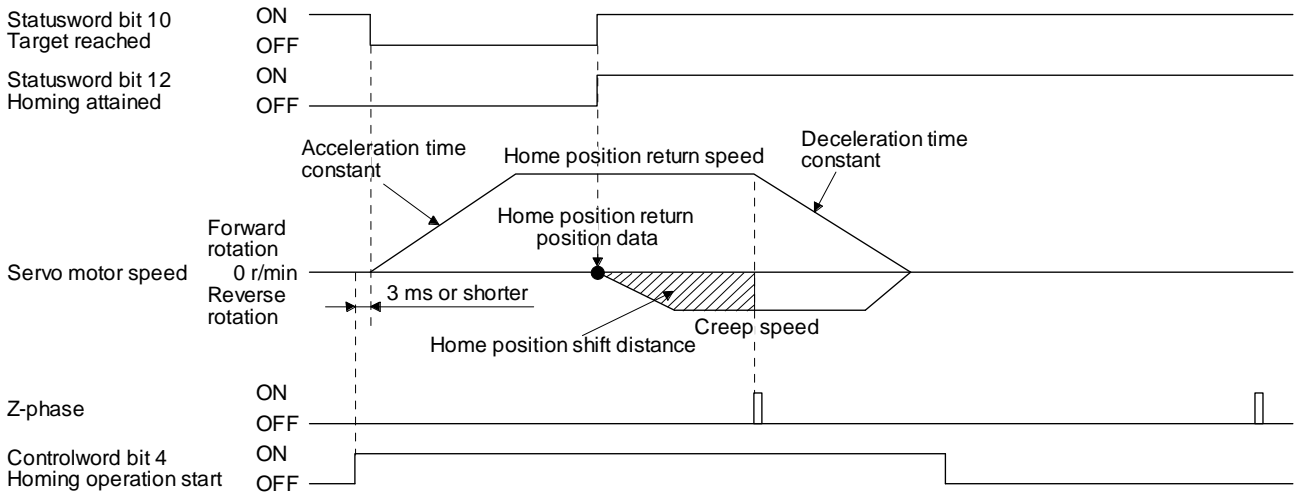 Statusword bit 10
Target reached
ON
OFF
Statusword bit 12
Homing attained
ON
OFF
Acceleration time
constant
Home position return speed
Deceleration time
constant
Home position return
position data
Forward
rotation
Servo motor speed
0 r/min
Reverse
rotation
3 ms or shorter
Creep speed
Home position shift distance
Z-phase
ON
OFF
Controlword bit 4
Homing operation start
ON
OFF